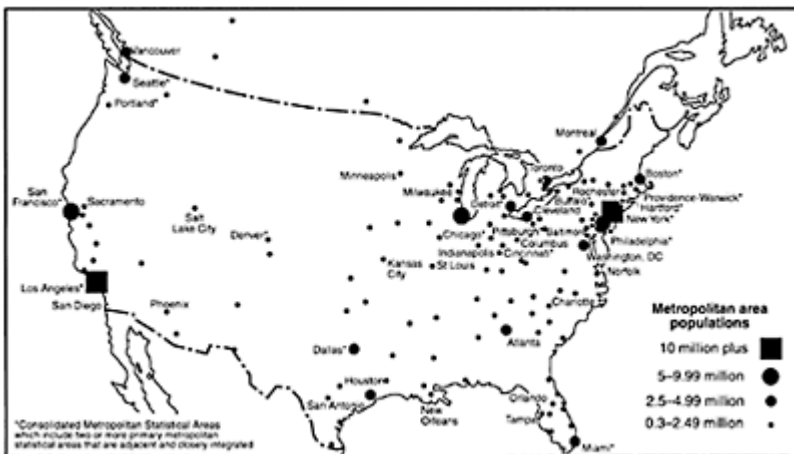 Vancouver
Seattle*
Portland*
Montreal
Minneapolis
Toronto
Boston*
San
Francisco*
Sacramento
Milwaukee
Detroit*
Rochester
Buffalo*
Providence-Warwick*
Hartford*
Cleveland
New York*
Salt
Lake City
Denver*
Chicago*
Pittsburgh
Baltimore
Philadelphia*
Columbus
Washington, DC
Indianapolis
Cincinnati*
Kansas
City
St Louis
Norfolk
Los Angeles*
San Diego
Phoenix
Charlotte
Metropolitan area
populations
Atlanta
10 million plus
Dallas*
5–9.99 million
Houston*
San Antonio
New
Orleans
Orlando
Tampa
2.5–4.99 million
0.3–2.49 million
Miami*
*Consolidated Metropolitan Statistical Areas
which include two or more primary metropolitan
statistical areas that are adjacent and closely integrated